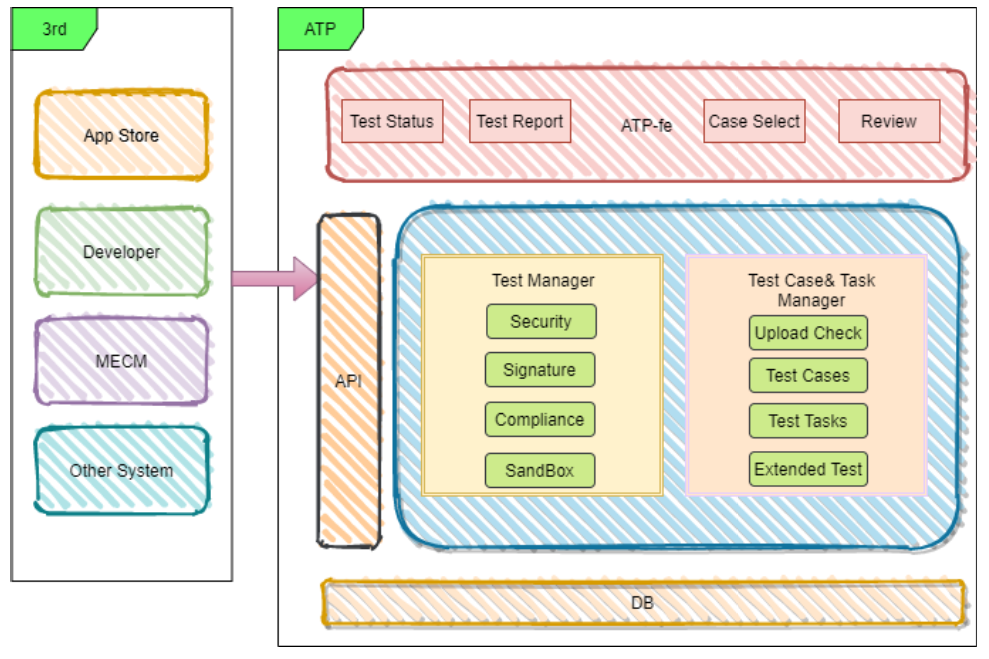 3rd
App Store
Developer
MECM
Other System
ATP
Test Status
Test Report
ATP-fe
Case Select
Review
API
Test Manager
Security
Signature
Compliance
SandBox
Test Case& Task
Manager
Upload Check
Test Cases
Test Tasks
Extended Test
DB